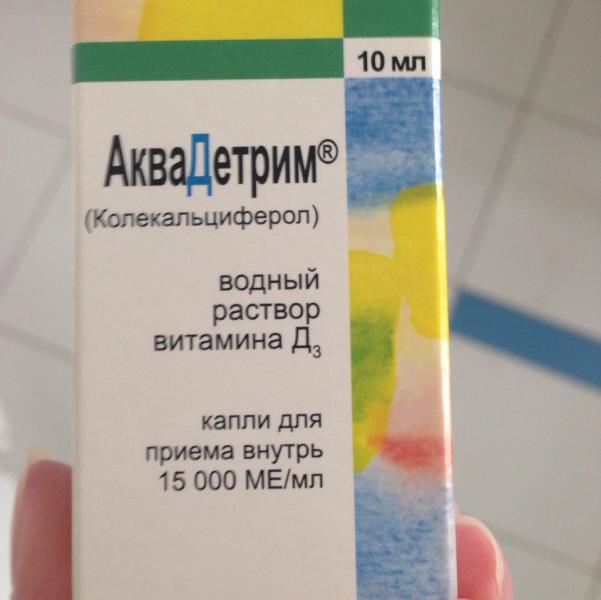 10 мл
АкваДетрим®
(Колекальциферол)
водный
раствор
витамина Д₃
капли для
приема внутрь
15 000 МЕ/мл